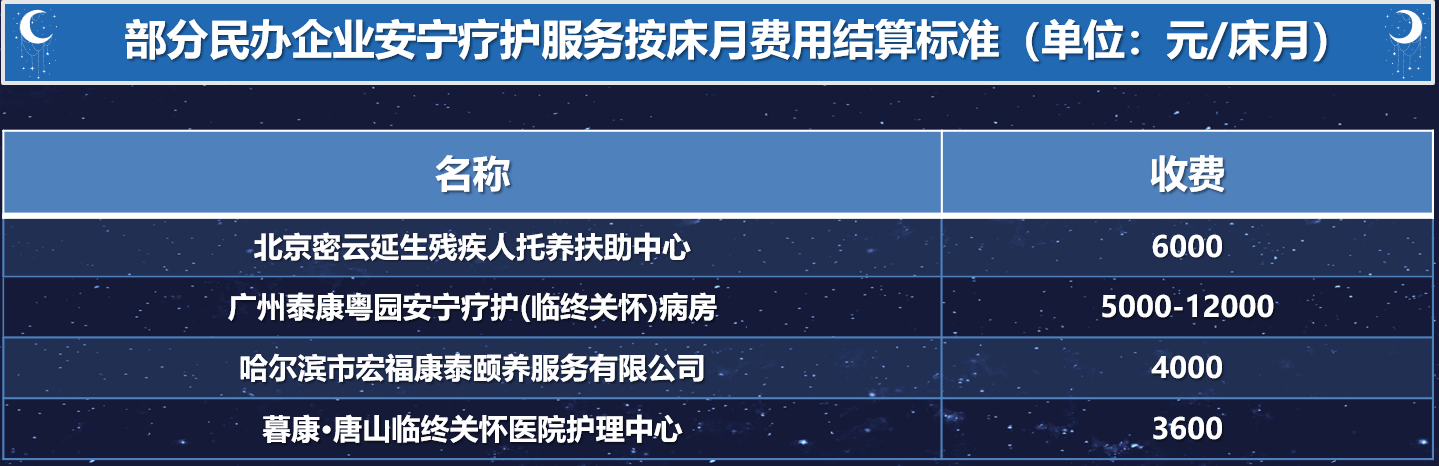 部分民办企业安宁疗护服务按床月费用结算标准（单位：元/床月）
名称 收费
北京密云延生残疾人托养扶助中心 6000
广州泰康粤园安宁疗护(临终关怀)病房 5000-12000
哈尔滨市宏福康泰颐养服务有限公司 4000
暮康·唐山临终关怀医院护理中心 3600